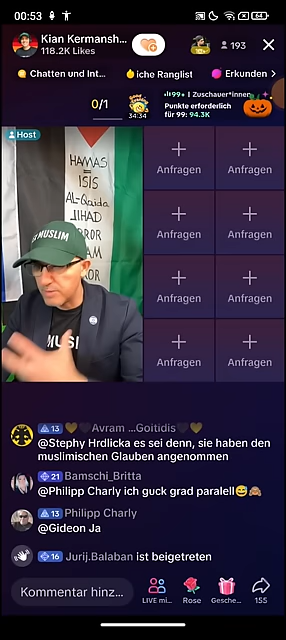 00:53
64
Kian Kermansh...
118.2K Likes
193
Chatten und Int...
iche Ranglist
Erkunden >
0/1
34:34
99+ | Zuschauer*innen
Punkte erforderlich
für 99: 94.3K
Host
HAMAS
=
ISIS
AL-Qaida
JIHAD
MUSLIM
MUSL
+ Anfragen
+ Anfragen
+ Anfragen
+ Anfragen
+ Anfragen
+ Anfragen
+ Anfragen
+ Anfragen
13 Avram ...Goitidis
@Stephy Hrdlicka es sei denn, sie haben den
muslimischen Glauben angenommen
21 Bamschi_Britta
@Philipp Charly ich guck grad paralell😅🙈
13 Philipp Charly
@Gideon Ja
16 Jurij.Balaban ist beigetreten
Kommentar hinz...
LIVE mi...
Rose
Gesche...
155